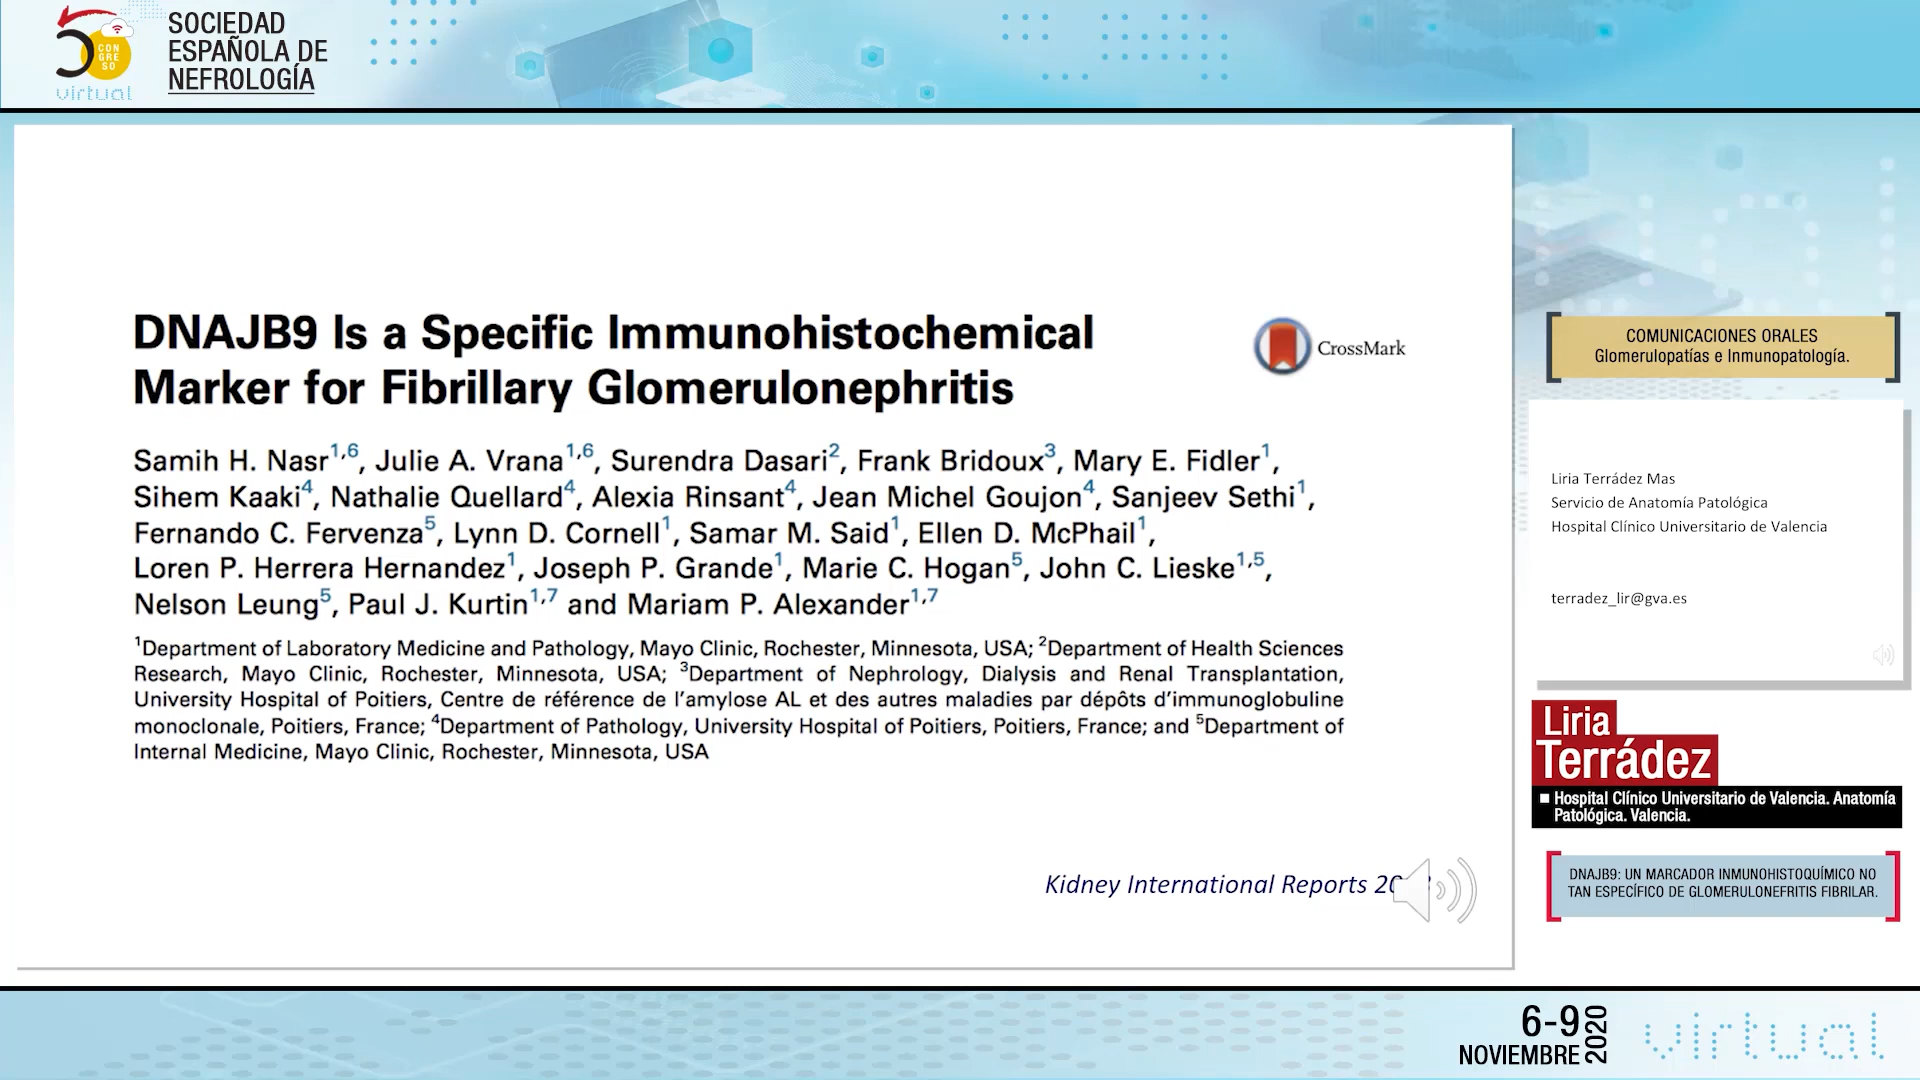 SOCIEDAD
ESPAÑOLA DE
NEFROLOGÍA
CON
GRE
SO
virtual
DNAJB9 Is a Specific Immunohistochemical
Marker for Fibrillary Glomerulonephritis
CrossMark
Samih H. Nasr1,6, Julie A. Vrana1,6, Surendra Dasari2, Frank Bridoux3, Mary E. Fidler1,
Sihem Kaaki4, Nathalie Quellard4, Alexia Rinsant4, Jean Michel Goujon4, Sanjeev Sethi1,
Fernando C. Fervenza5, Lynn D. Cornell1, Samar M. Said1, Ellen D. McPhail1,
Loren P. Herrera Hernandez1, Joseph P. Grande1, Marie C. Hogan5, John C. Lieske1,5,
Nelson Leung5, Paul J. Kurtin1,7 and Mariam P. Alexander1,7
1Department of Laboratory Medicine and Pathology, Mayo Clinic, Rochester, Minnesota, USA; 2Department of Health Sciences
Research, Mayo Clinic, Rochester, Minnesota, USA; 3Department of Nephrology, Dialysis and Renal Transplantation,
University Hospital of Poitiers, Centre de référence de l'amylose AL et des autres maladies par dépôts d'immunoglobuline
monoclonale, Poitiers, France; 4Department of Pathology, University Hospital of Poitiers, Poitiers, France; and 5Department of
Internal Medicine, Mayo Clinic, Rochester, Minnesota, USA
Kidney International Reports
COMUNICACIONES ORALES
Glomerulopatías e Inmunopatología.
Liria Terrádez Mas
Servicio de Anatomía Patológica
Hospital Clínico Universitario de Valencia
terradez_lir@gva.es
Liria
Terrádez
Hospital Clínico Universitario de Valencia. Anatomía
Patológica. Valencia.
DNAJB9: UN MARCADOR INMUNOHISTOQUÍMICO NO
TAN ESPECÍFICO DE GLOMERULONEFRITIS FIBRILAR.
6-9
NOVIEMBRE
2020
virtual